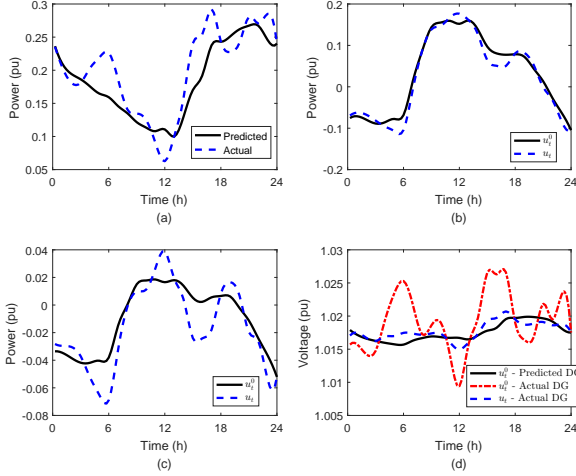 0.3
0.25
0.2
0.15
0.1
0.05
Power (pu)
Predicted
Actual
0 6 12 18 24
Time (h)
(a)
0.2
0.1
0
-0.1
-0.2
Power (pu)
u_t^0
u_t
0 6 12 18 24
Time (h)
(b)
0.04
0.02
0
-0.02
-0.04
-0.06
-0.08
Power (pu)
u_t^0
u_t
0 6 12 18 24
Time (h)
(c)
1.03
1.025
1.02
1.015
1.01
1.005
Voltage (pu)
u_t^0 - Predicted DG
u_t^0 - Actual DG
u_t - Actual DG
0 6 12 18 24
Time (h)
(d)